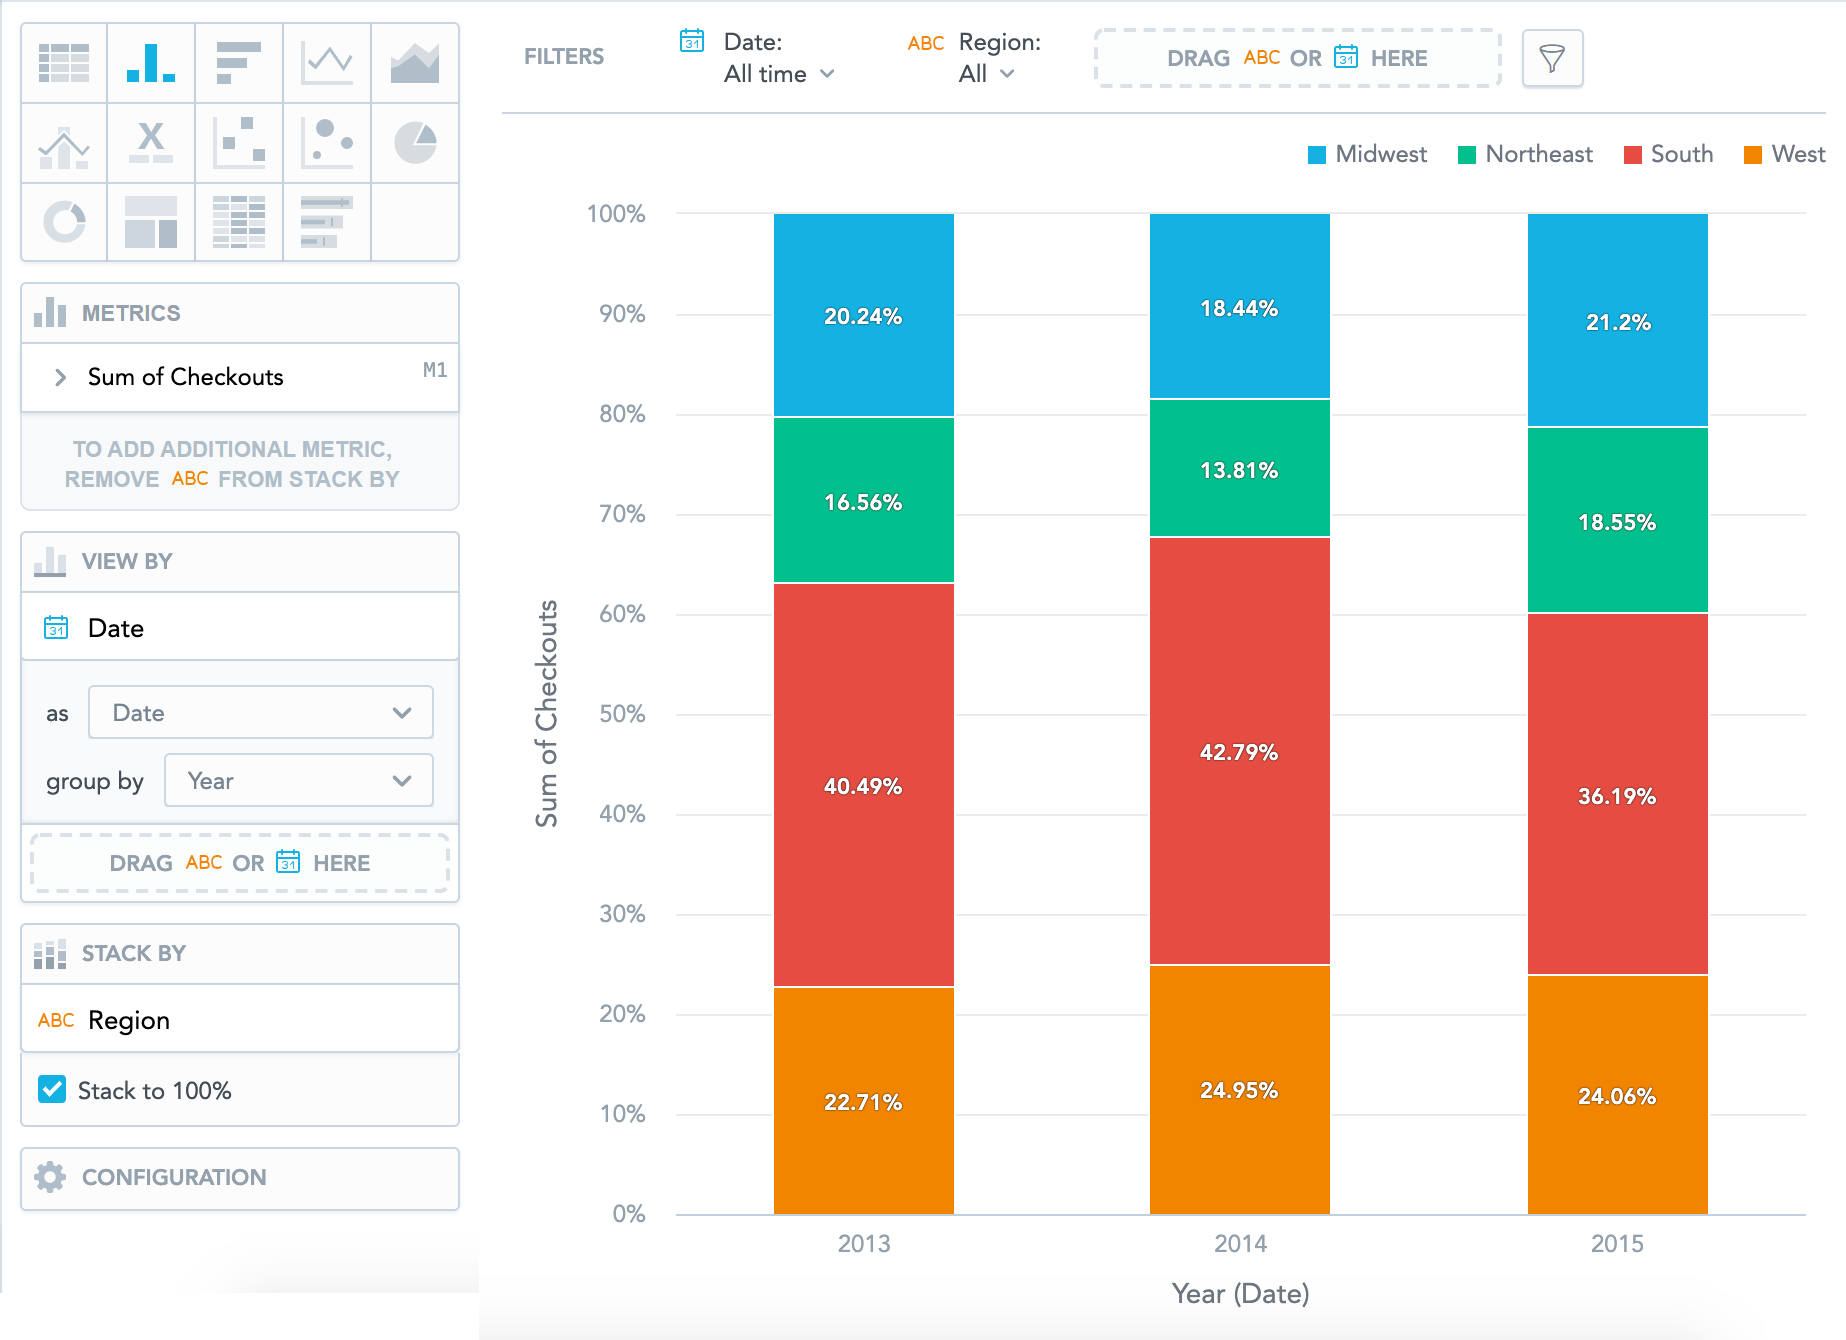 FILTERS
31 Date:
All time
ABC Region:
All
DRAG ABC OR 31 HERE
X
METRICS
Sum of Checkouts M1
TO ADD ADDITIONAL METRIC,
REMOVE ABC FROM STACK BY
VIEW BY
31 Date
as Date
group by Year
DRAG ABC OR 31 HERE
STACK BY
ABC Region
Stack to 100%
CONFIGURATION
Midwest Northeast South West
Sum of Checkouts
100%
90%
80%
70%
60%
50%
40%
30%
20%
10%
0%
20.24%
16.56%
40.49%
22.71%
18.44%
13.81%
42.79%
24.95%
21.2%
18.55%
36.19%
24.06%
2013 2014 2015
Year (Date)